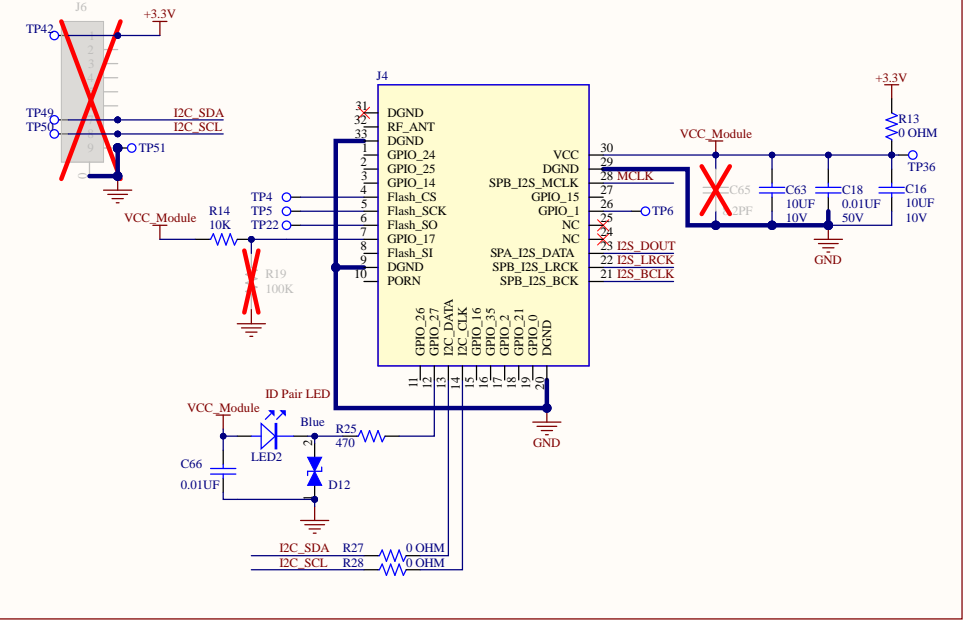 J6
+3.3V
TP42
1
2
3
4
TP49
I2C_SDA
TP50
I2C_SCL
8
9
TP51
0
J4
31
DGND
32
RF_ANT
33
DGND
1
GPIO_24
2
GPIO_25
3
GPIO_14
TP4
4
Flash_CS
TP5
5
Flash_SCK
TP22
6
Flash_SO
VCC_Module
R14
10K
7
GPIO_17
8
Flash_SI
9
DGND
10
PORN
R19
100K
30
VCC
29
DGND
28
SPB_I2S_MCLK
MCLK
27
GPIO_15
26
GPIO_1
TP6
25
NC
24
NC
23
SPA_I2S_DATA
I2S_DOUT
22
SPB_I2S_LRCK
I2S_LRCK
21
SPB_I2S_BCK
I2S_BCLK
+3.3V
R13
0 OHM
VCC_Module
TP36
C65
2PF
C63
10UF
10V
C18
0.01UF
50V
C16
10UF
10V
GND
GPIO_26
GPIO_27
I2C_DATA
I2C_CLK
GPIO_16
GPIO_35
GPIO_2
GPIO_21
GPIO_0
DGND
11
12
13
14
15
16
17
18
19
20
GND
ID Pair LED
VCC_Module
Blue
LED2
2
R25
470
C66
0.01UF
D12
1
I2C_SDA
R27
0 OHM
I2C_SCL
R28
0 OHM